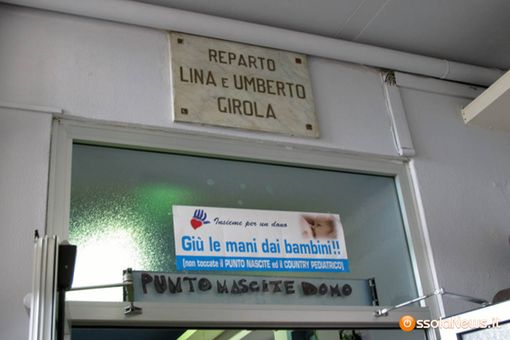 REPARTO
LINA E UMBERTO
GIROLA
Insieme per un dono
Giù le mani dai bambini!!
(non toccate il PUNTO NASCITE ed il COUNTRY PEDIATRICO)
PUNTO NASCITE DOMO
OssolaNews.it